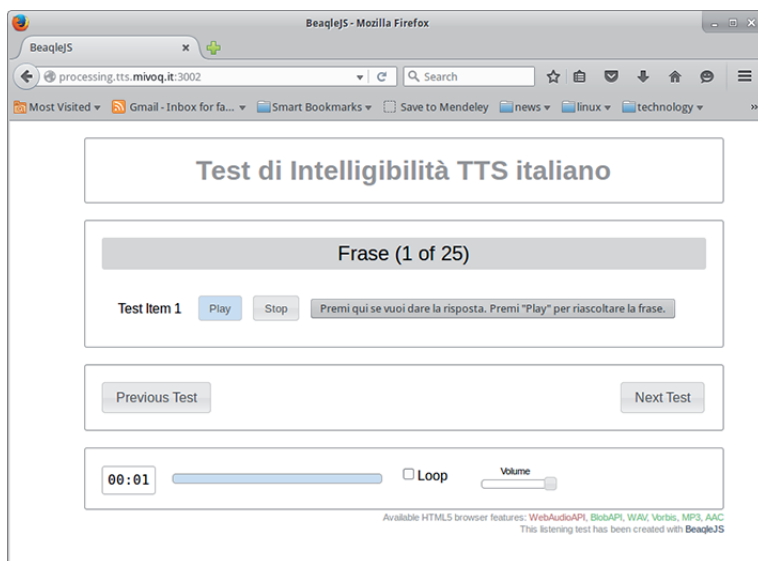 BeaqleJS - Mozilla Firefox
BeaqleJS
processing.tts.mivoq.it:3002
Search
Most Visited Gmail - Inbox for fa... Smart Bookmarks Save to Mendeley news linux technology »
Test di Intelligibilità TTS italiano
Frase (1 of 25)
Test Item 1 Play Stop Premi qui se vuoi dare la risposta. Premi "Play" per riascoltare la frase.
Previous Test Next Test
00:01 Loop Volume
Available HTML5 browser features: WebAudioAPI, BlobAPI, WAV, Vorbis, MP3, AAC
This listening test has been created with BeaqleJS